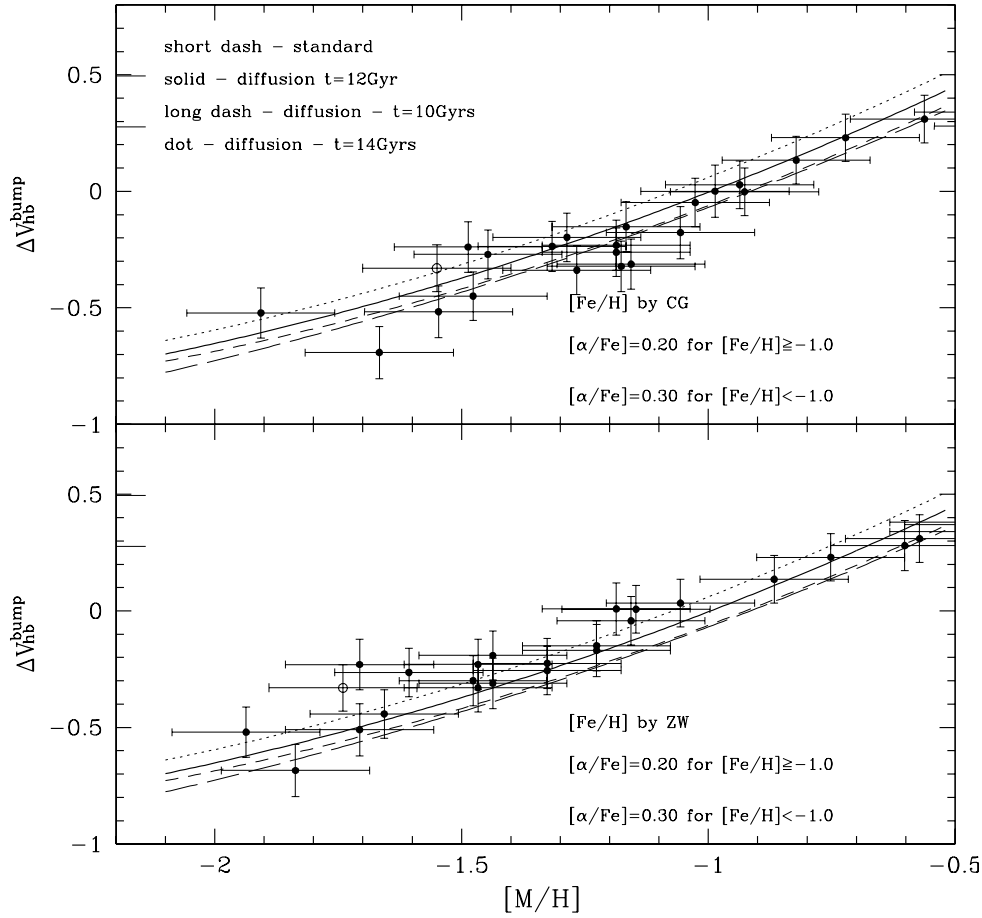 short dash − standard
solid − diffusion t=12Gyr
long dash − diffusion − t=10Gyrs
dot − diffusion − t=14Gyrs
0.5
0
−0.5
−1
ΔV_hb^bump
[Fe/H] by CG
[α/Fe]=0.20 for [Fe/H]≧−1.0
[α/Fe]=0.30 for [Fe/H]<−1.0
0.5
0
−0.5
−1
ΔV_hb^bump
[Fe/H] by ZW
[α/Fe]=0.20 for [Fe/H]≧−1.0
[α/Fe]=0.30 for [Fe/H]<−1.0
−2 −1.5 −1 −0.5
[M/H]